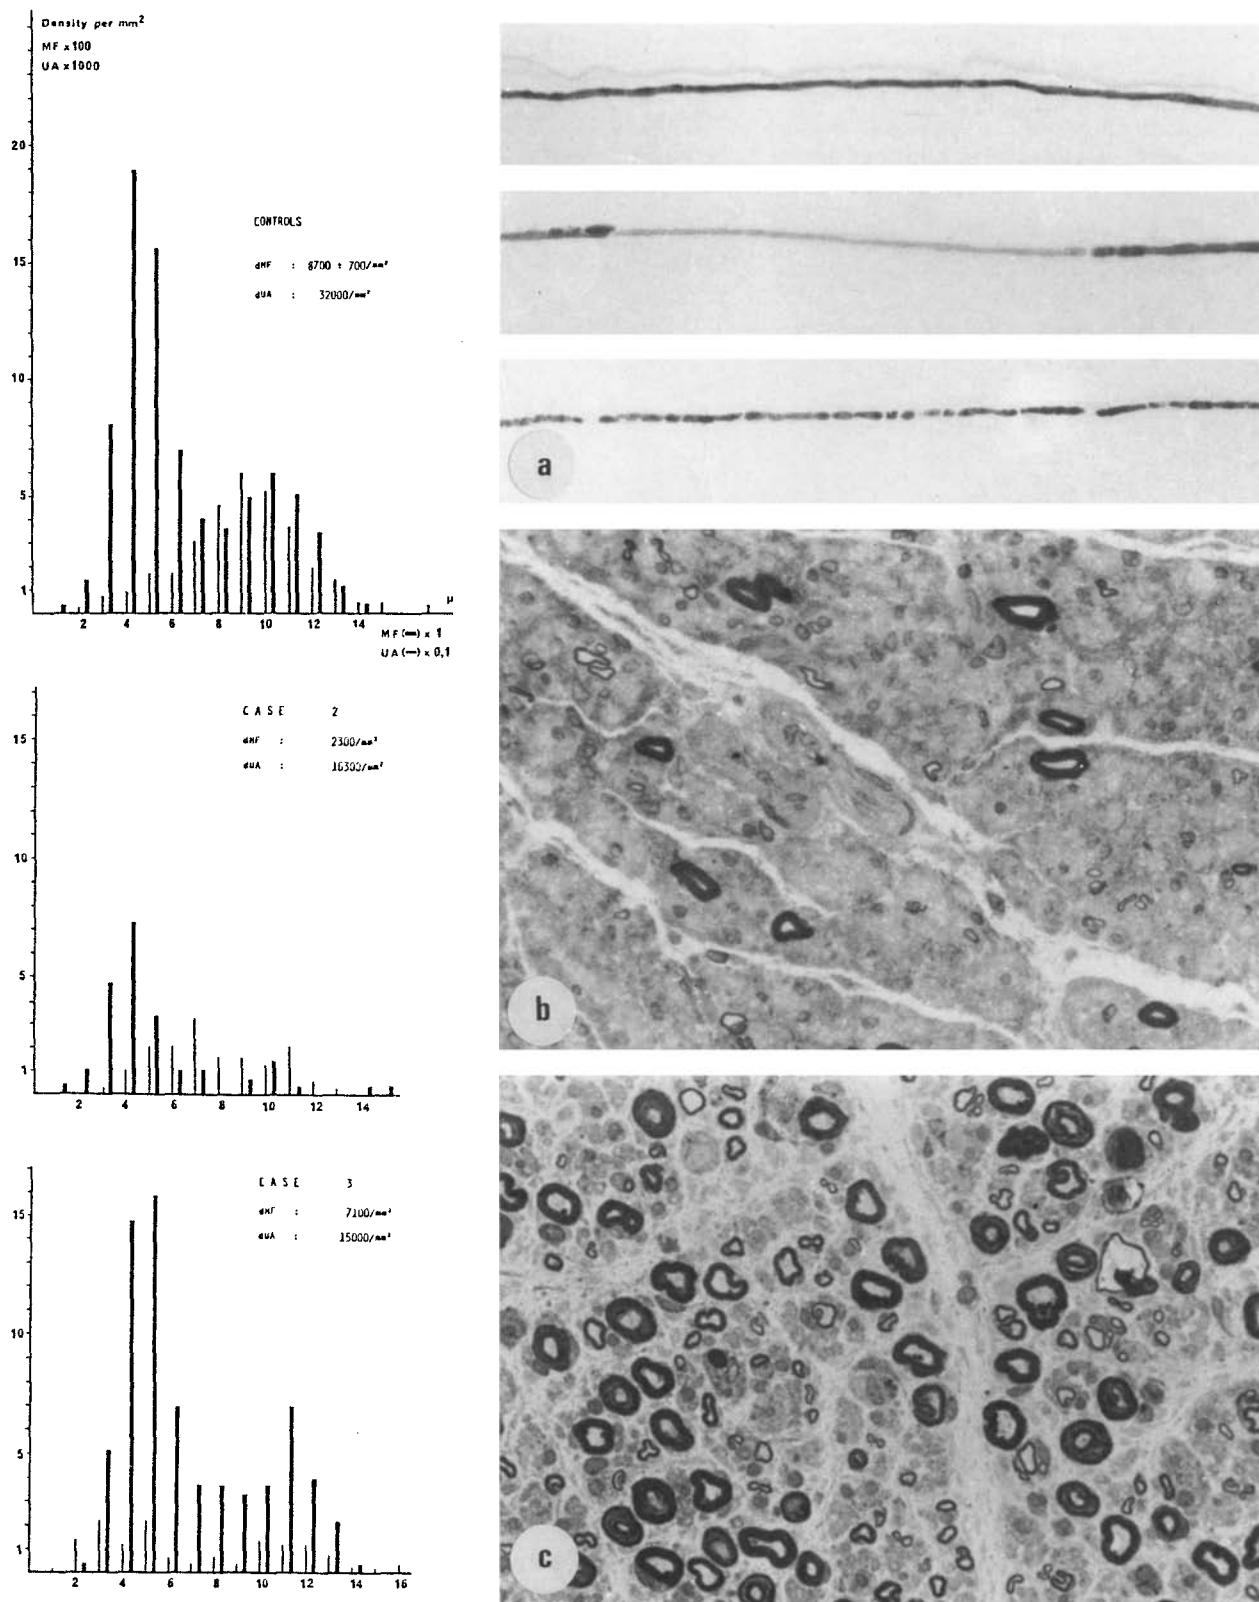 Density per mm²
MF x100
UA x1000
20
15
10
5
1
CONTROLS
dMF : 8700 ± 700/mm²
dUA : 32000/mm²
µ
2 4 6 8 10 12 14
MF (—) x 1
UA (—) x 0,1
CASE 2
dMF : 2300/mm²
dUA : 16300/mm²
15
10
5
1
2 4 6 8 10 12 14
CASE 3
dMF : 7100/mm²
dUA : 15000/mm²
15
10
5
1
2 4 6 8 10 12 14 16
a
b
c